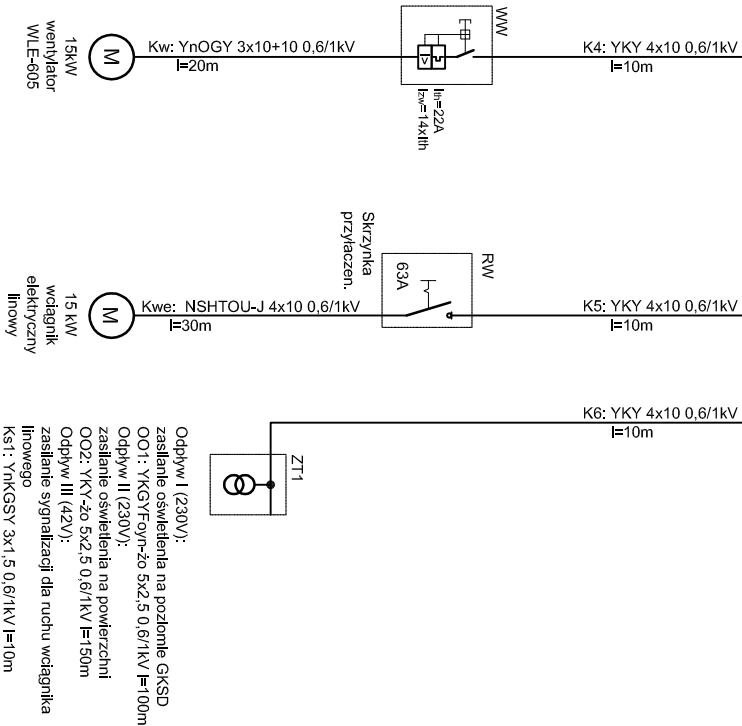 Kw: YnOGY 3x10+10 0,6/1kV
l=20m
15kW
wentylator
WLE-605
M
WW
Ith=22A
Izw=14xIth
K4: YKY 4x10 0,6/1kV
l=10m
Kwe: NSHTOU-J 4x10 0,6/1kV
l=30m
15 kW
wciągnik
elektryczny
linowy
M
Skrzynka
przyłaczen.
RW
63A
K5: YKY 4x10 0,6/1kV
l=10m
K6: YKY 4x10 0,6/1kV
l=10m
ZT1
Odpływ I (230V):
zasilanie oświetlenia na poziomie GKSD
OO1: YKGYFoyn-żo 5x2,5 0,6/1kV l=100m
Odpływ II (230V):
zasilanie oświetlenia na powierzchni
OO2: YKY-żo 5x2,5 0,6/1kV l=150m
Odpływ III (42V):
zasilanie sygnalizacji dla ruchu wciągnika
linowego
Ks1: YnKGSY 3x1,5 0,6/1kV l=10m